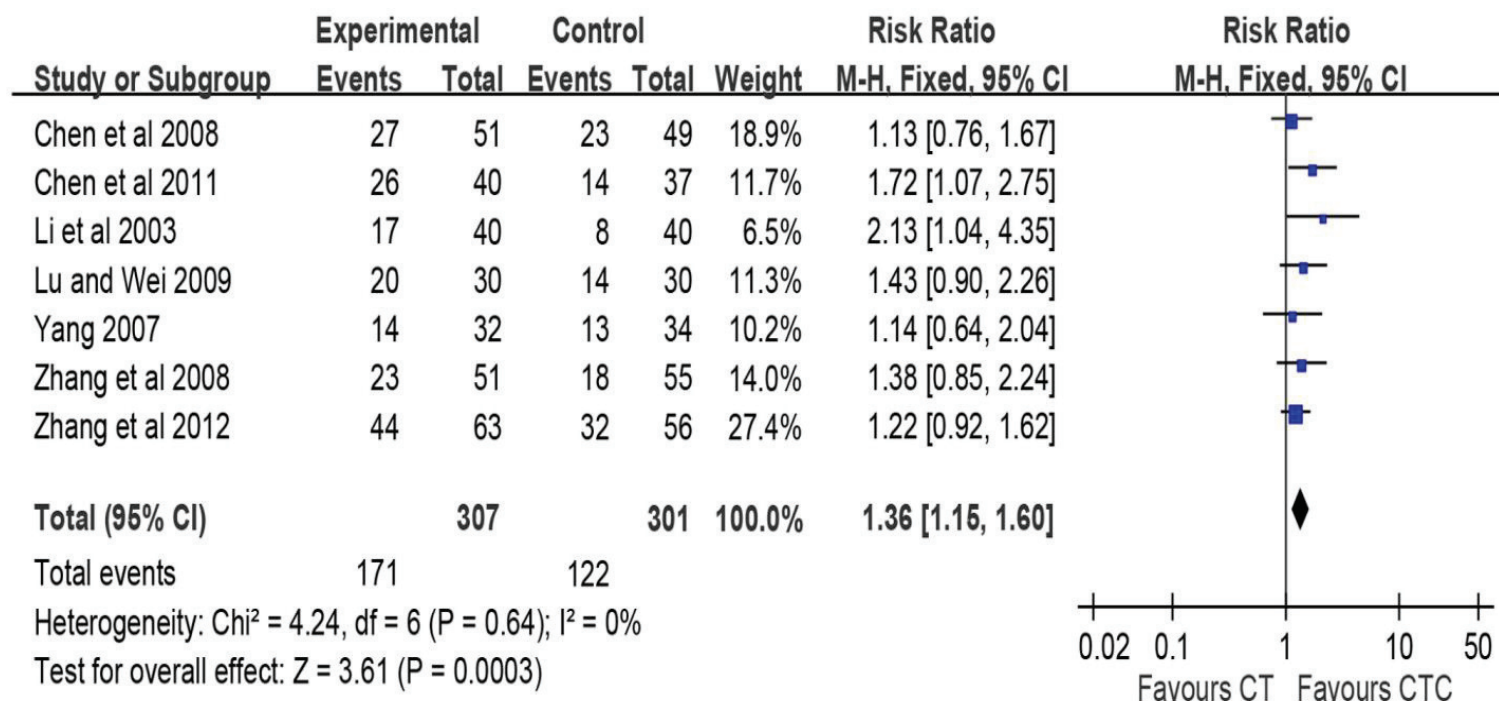 Experimental Control Risk Ratio Risk Ratio
Study or Subgroup Events Total Events Total Weight M-H, Fixed, 95% CI M-H, Fixed, 95% CI
Chen et al 2008 27 51 23 49 18.9% 1.13 [0.76, 1.67]
Chen et al 2011 26 40 14 37 11.7% 1.72 [1.07, 2.75]
Li et al 2003 17 40 8 40 6.5% 2.13 [1.04, 4.35]
Lu and Wei 2009 20 30 14 30 11.3% 1.43 [0.90, 2.26]
Yang 2007 14 32 13 34 10.2% 1.14 [0.64, 2.04]
Zhang et al 2008 23 51 18 55 14.0% 1.38 [0.85, 2.24]
Zhang et al 2012 44 63 32 56 27.4% 1.22 [0.92, 1.62]
Total (95% CI) 307 301 100.0% 1.36 [1.15, 1.60]
Total events 171 122
Heterogeneity: Chi² = 4.24, df = 6 (P = 0.64); I² = 0%
Test for overall effect: Z = 3.61 (P = 0.0003)
0.02 0.1 1 10 50
Favours CT Favours CTC